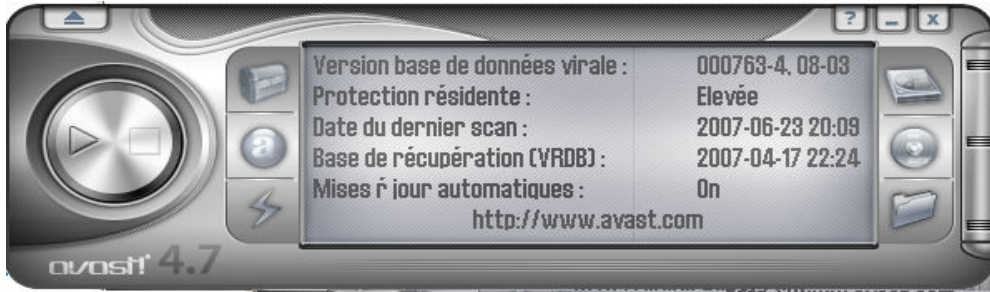 ? _ x
Version base de données virale : 000763-4, 08-03
Protection résidente : Elevée
Date du dernier scan : 2007-06-23 20:09
Base de récupération (VRDB) : 2007-04-17 22:24
Mises ř jour automatiques : On
http://www.avast.com
a
avast! 4.7